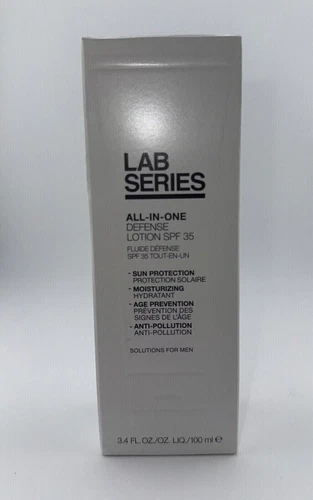 LAB
SERIES
ALL-IN-ONE
DEFENSE
LOTION SPF 35
FLUIDE DÉFENSE
SPF 35 TOUT-EN-UN
- SUN PROTECTION
PROTECTION SOLAIRE
- MOISTURIZING
HYDRATANT
- AGE PREVENTION
PRÉVENTION DES
SIGNES DE L'ÂGE
- ANTI-POLLUTION
ANTI-POLLUTION
SOLUTIONS FOR MEN
3.4 FL.OZ./OZ. LIQ./100 ml ℮